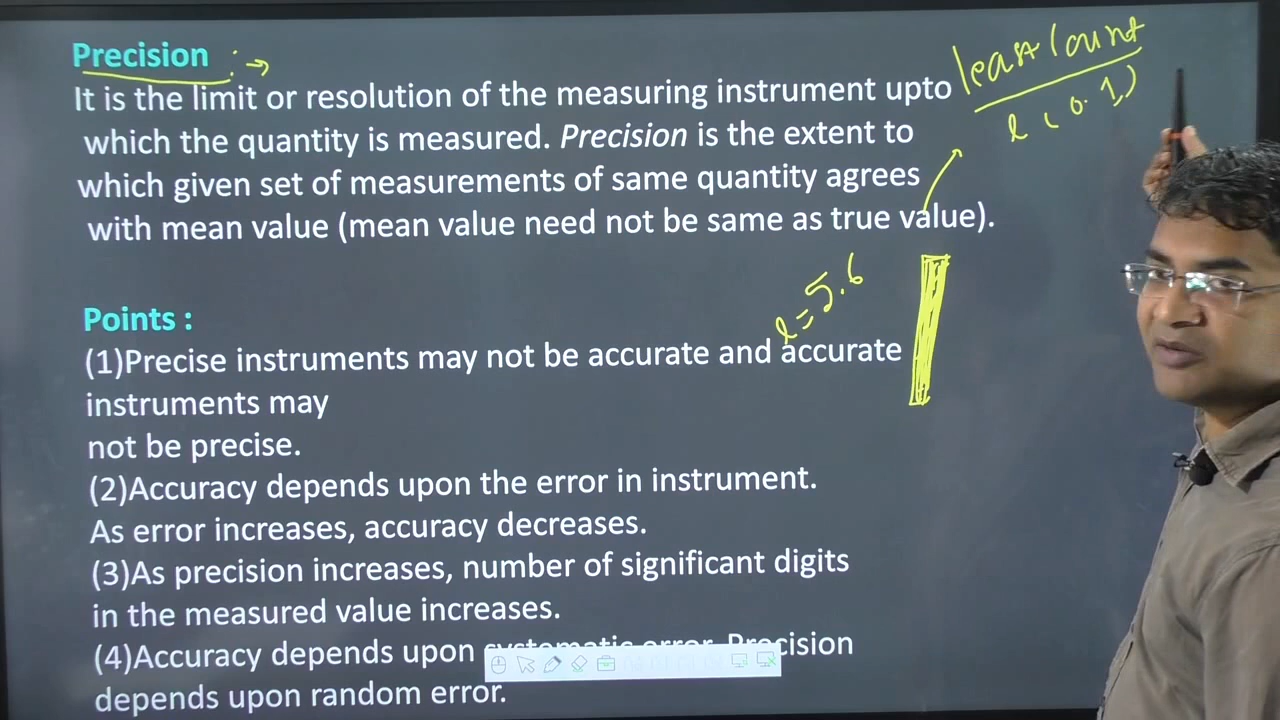 Precision :→
It is the limit or resolution of the measuring instrument upto
which the quantity is measured. Precision is the extent to
which given set of measurements of same quantity agrees
with mean value (mean value need not be same as true value).
least count
l (0.1)
l = 5.6
Points :
(1)Precise instruments may not be accurate and accurate
instruments may
not be precise.
(2)Accuracy depends upon the error in instrument.
As error increases, accuracy decreases.
(3)As precision increases, number of significant digits
in the measured value increases.
(4)Accuracy depends upon systematic error. Precision
depends upon random error.